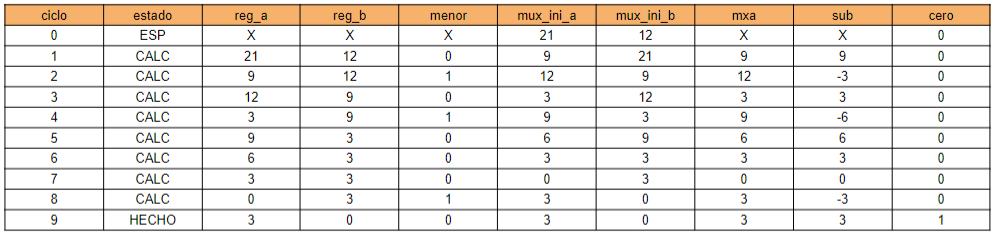 ciclo estado reg_a reg_b menor mux_ini_a mux_ini_b mxa sub cero
0 ESP X X X 21 12 X X 0
1 CALC 21 12 0 9 21 9 9 0
2 CALC 9 12 1 12 9 12 -3 0
3 CALC 12 9 0 3 12 3 3 0
4 CALC 3 9 1 9 3 9 -6 0
5 CALC 9 3 0 6 9 6 6 0
6 CALC 6 3 0 3 3 3 3 0
7 CALC 3 3 0 0 3 0 0 0
8 CALC 0 3 1 3 0 3 -3 0
9 HECHO 3 0 0 3 0 3 3 1